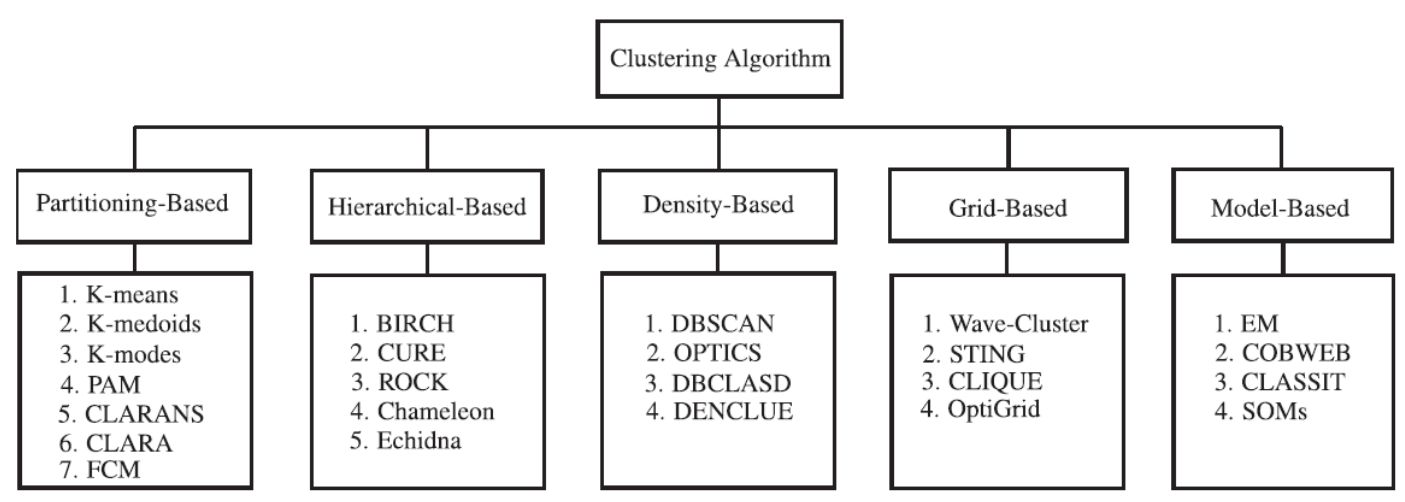 Clustering Algorithm
Partitioning-Based
Hierarchical-Based
Density-Based
Grid-Based
Model-Based
1. K-means
2. K-medoids
3. K-modes
4. PAM
5. CLARANS
6. CLARA
7. FCM
1. BIRCH
2. CURE
3. ROCK
4. Chameleon
5. Echidna
1. DBSCAN
2. OPTICS
3. DBCLASD
4. DENCLUE
1. Wave-Cluster
2. STING
3. CLIQUE
4. OptiGrid
1. EM
2. COBWEB
3. CLASSIT
4. SOMs